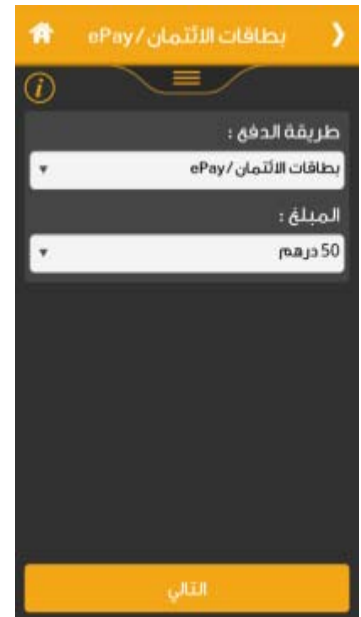 بطاقات الائتمان/ePay
i
طريقة الدفع :
بطاقات الائتمان/ePay
المبلغ :
50 درهم
التالي